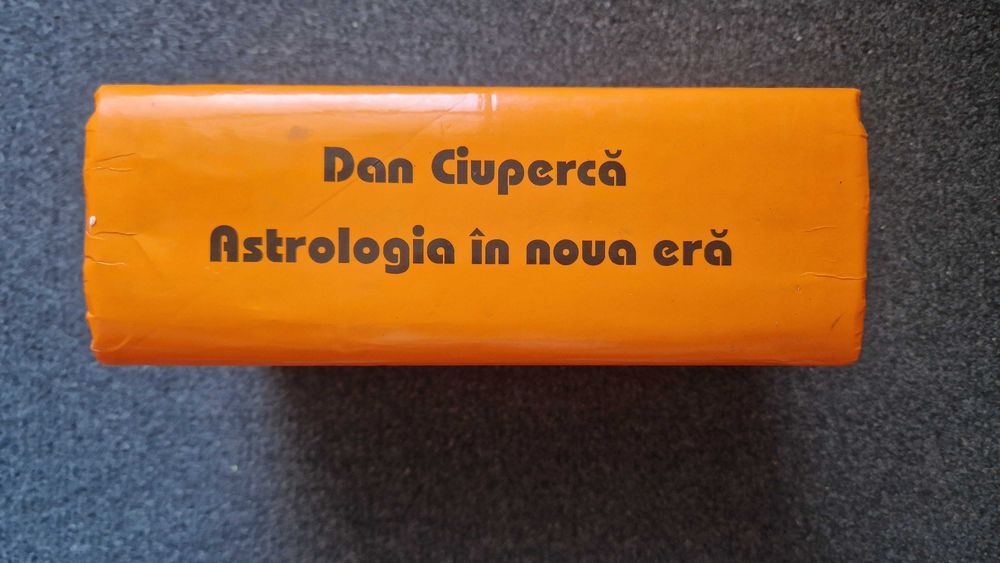 Dan Ciupercă
Astrologia în noua eră